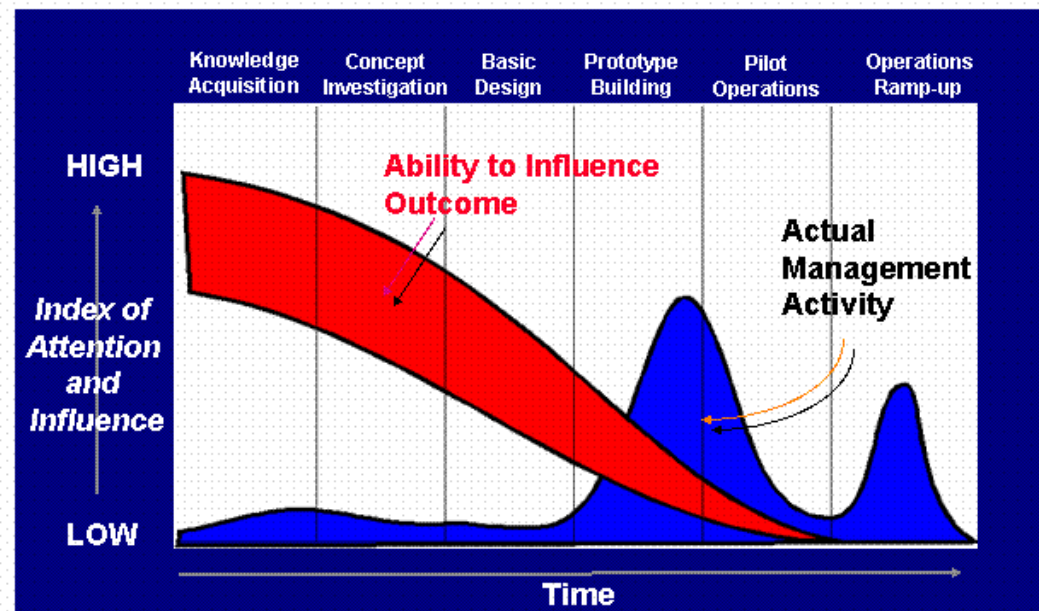 Knowledge
Acquisition
Concept
Investigation
Basic
Design
Prototype
Building
Pilot
Operations
Operations
Ramp-up
HIGH
Ability to Influence
Outcome
Actual
Management
Activity
Index of
Attention
and
Influence
LOW
Time